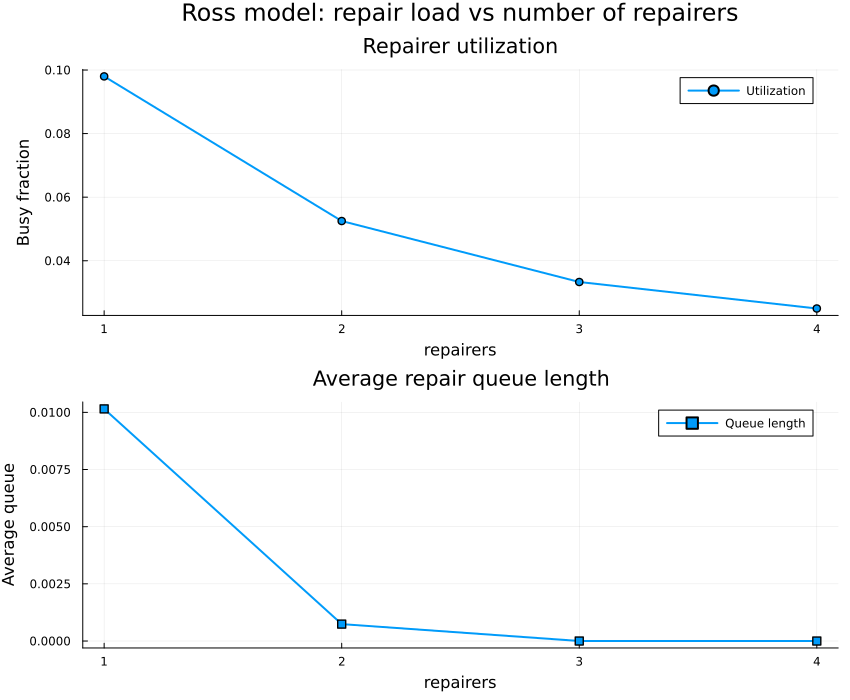 Ross model: repair load vs number of repairers
Repairer utilization
Utilization
Busy fraction
0.10
0.08
0.06
0.04
1 2 3 4
repairers
Average repair queue length
Queue length
Average queue
0.0100
0.0075
0.0050
0.0025
0.0000
1 2 3 4
repairers